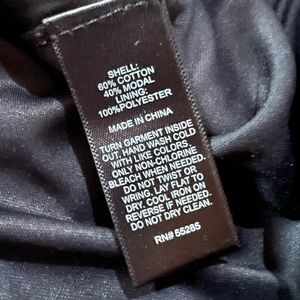 SHELL:
60% COTTON
40% MODAL
LINING:
100% POLYESTER
MADE IN CHINA
TURN GARMENT INSIDE
OUT. HAND WASH COLD
WITH LIKE COLORS.
ONLY NON-CHLORINE
BLEACH WHEN NEEDED.
DO NOT TWIST OR
WRING. LAY FLAT TO
DRY. COOL IRON ON
REVERSE IF NEEDED.
DO NOT DRY CLEAN.
RN# 55285